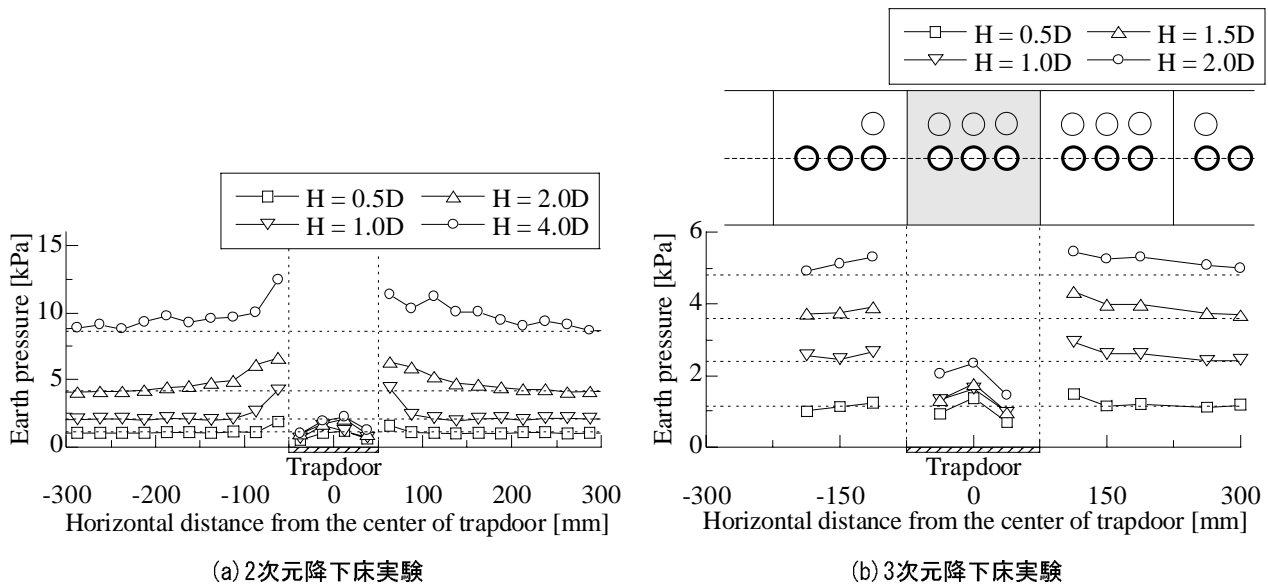 H = 0.5D
H = 1.5D
H = 1.0D
H = 2.0D
H = 0.5D
H = 2.0D
H = 1.0D
H = 4.0D
15
10
5
0
Earth pressure [kPa]
Trapdoor
-300
-200
-100
0
100
200
300
Horizontal distance from the center of trapdoor [mm]
(a)2次元降下床実験
6
4
2
0
Earth pressure [kPa]
Trapdoor
-300
-150
0
150
300
Horizontal distance from the center of trapdoor [mm]
(b)3次元降下床実験